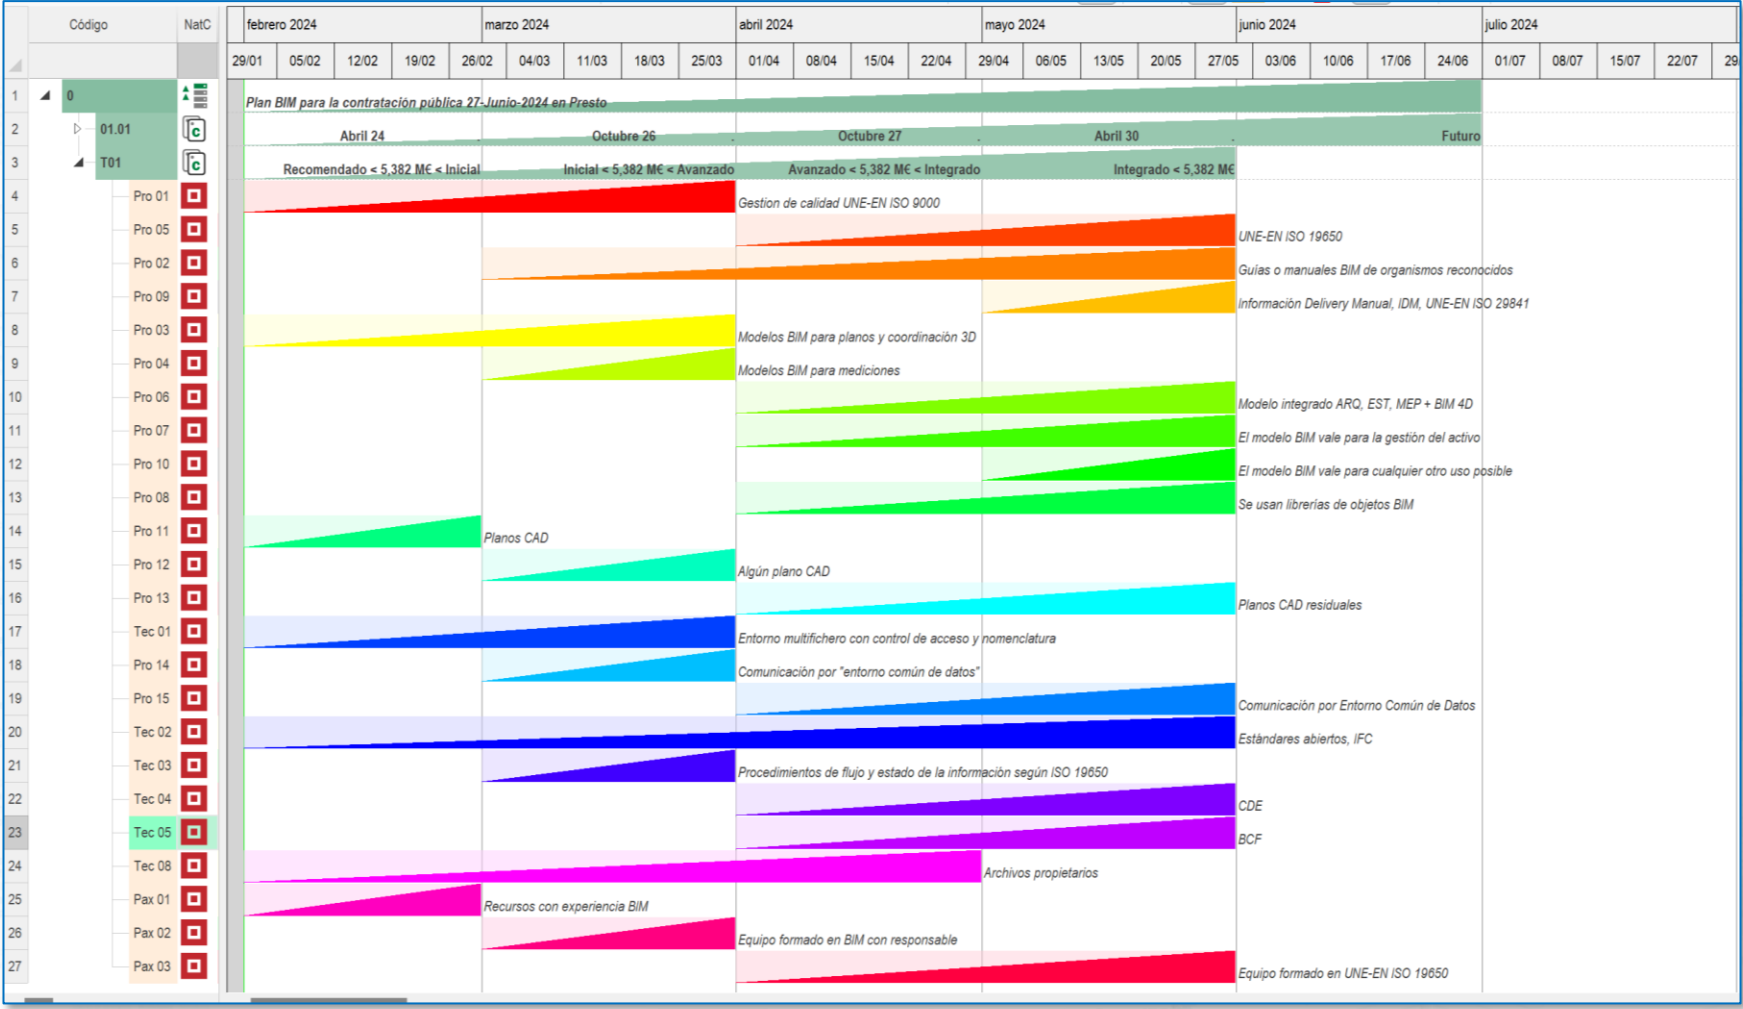 Código NatC febrero 2024 marzo 2024 abril 2024 mayo 2024 junio 2024 julio 2024
29/01 05/02 12/02 19/02 26/02 04/03 11/03 18/03 25/03 01/04 08/04 15/04 22/04 29/04 06/05 13/05 20/05 27/05 03/06 10/06 17/06 24/06 01/07 08/07 15/07 22/07 29
1 0 Plan BIM para la contratación pública 27-Junio-2024 en Presto
2 01.01 c Abril 24 Octubre 26 Octubre 27 Abril 30 Futuro
3 T01 c Recomendado < 5,382 M€ < Inicial Inicial < 5,382 M€ < Avanzado Avanzado < 5,382 M€ < Integrado Integrado < 5,382 M€
4 Pro 01 Gestion de calidad UNE-EN ISO 9000
5 Pro 05 UNE-EN ISO 19650
6 Pro 02 Guías o manuales BIM de organismos reconocidos
7 Pro 09 Información Delivery Manual, IDM, UNE-EN ISO 29841
8 Pro 03 Modelos BIM para planos y coordinación 3D
9 Pro 04 Modelos BIM para mediciones
10 Pro 06 Modelo integrado ARQ, EST, MEP + BIM 4D
11 Pro 07 El modelo BIM vale para la gestión del activo
12 Pro 10 El modelo BIM vale para cualquier otro uso posible
13 Pro 08 Se usan librerías de objetos BIM
14 Pro 11 Planos CAD
15 Pro 12 Algún plano CAD
16 Pro 13 Planos CAD residuales
17 Tec 01 Entorno multifichero con control de acceso y nomenclatura
18 Pro 14 Comunicación por "entorno común de datos"
19 Pro 15 Comunicación por Entorno Común de Datos
20 Tec 02 Estándares abiertos, IFC
21 Tec 03 Procedimientos de flujo y estado de la información según ISO 19650
22 Tec 04 CDE
23 Tec 05 BCF
24 Tec 08 Archivos propietarios
25 Pax 01 Recursos con experiencia BIM
26 Pax 02 Equipo formado en BIM con responsable
27 Pax 03 Equipo formado en UNE-EN ISO 19650